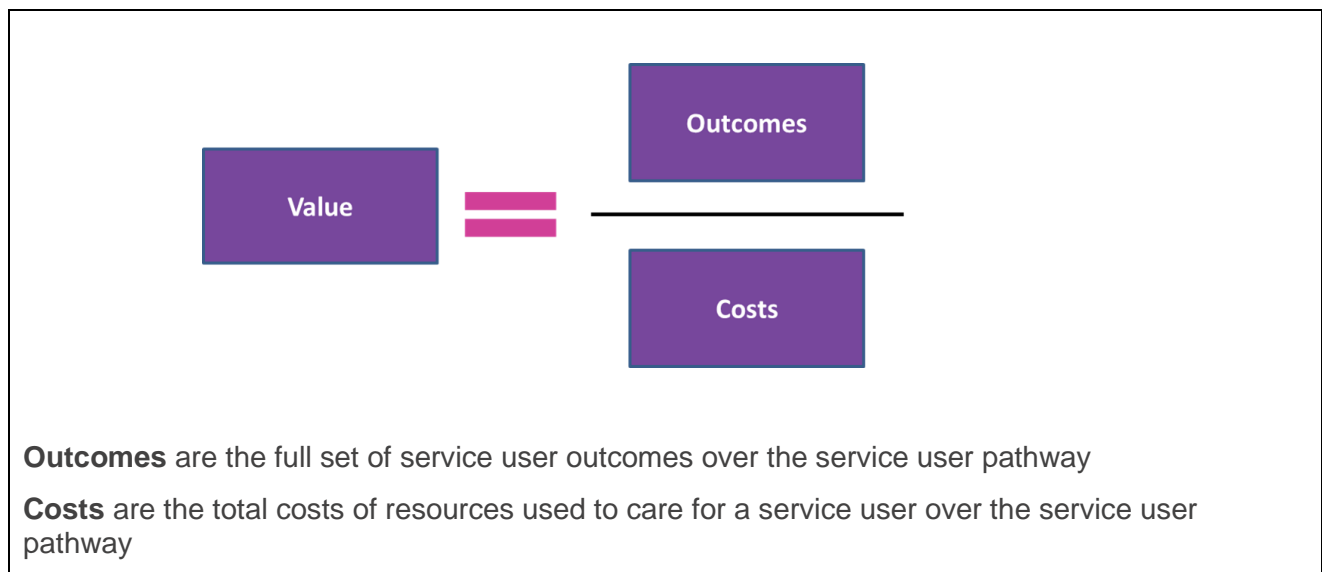 Outcomes
Value
Costs
Outcomes are the full set of service user outcomes over the service user pathway
Costs are the total costs of resources used to care for a service user over the service user
pathway